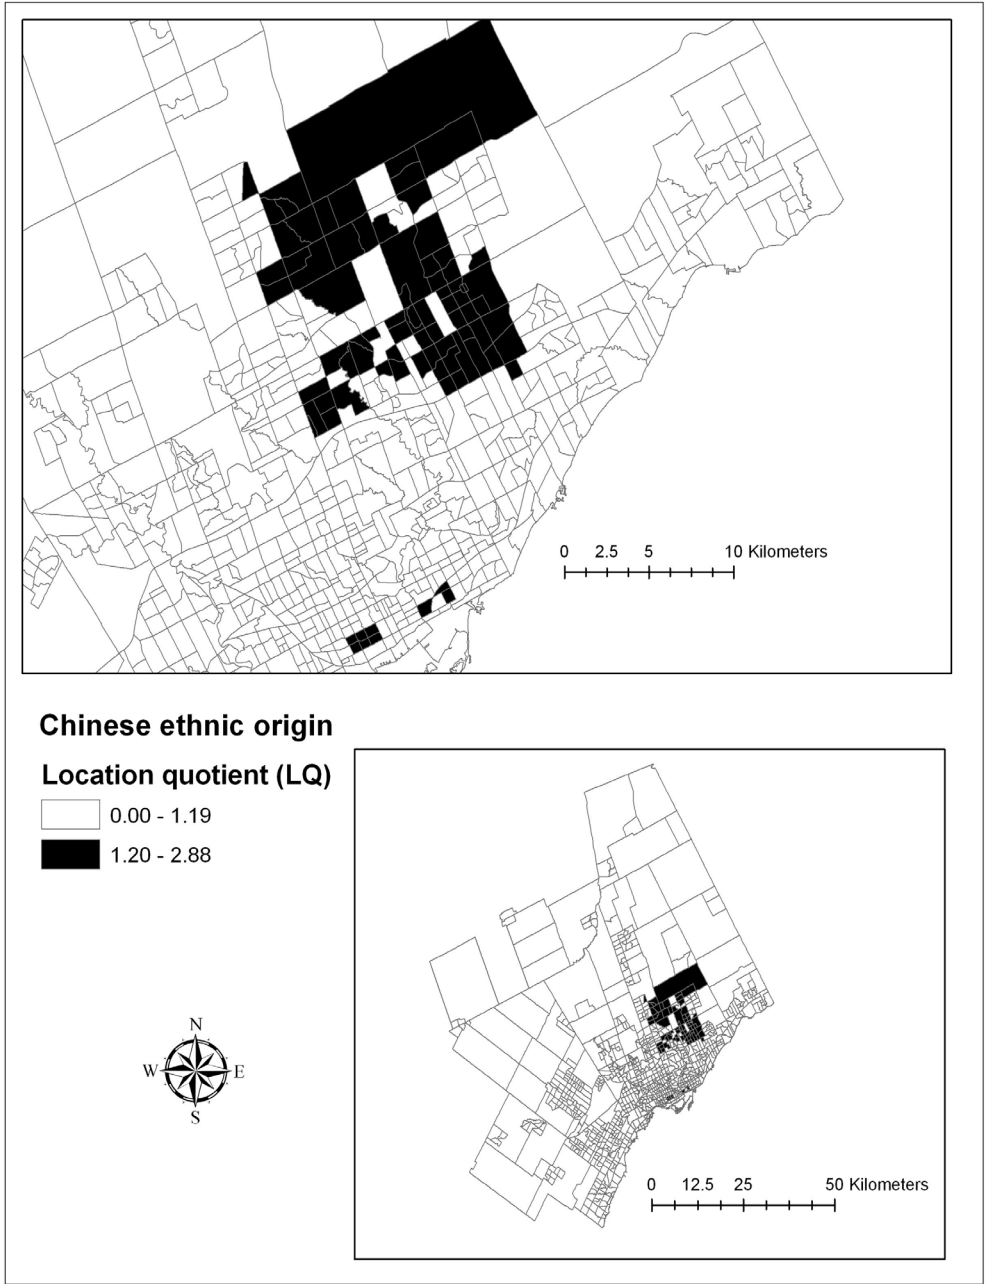 0 2.5 5 10 Kilometers
Chinese ethnic origin
Location quotient (LQ)
0.00 - 1.19
1.20 - 2.88
N
W E
S
0 12.5 25 50 Kilometers